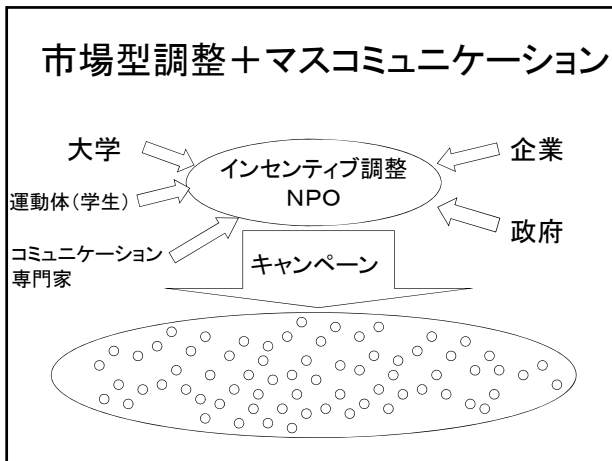 市場型調整＋マスコミュニケーション
大学
企業
インセンティブ調整
NPO
運動体（学生）
政府
コミュニケーション
専門家
キャンペーン